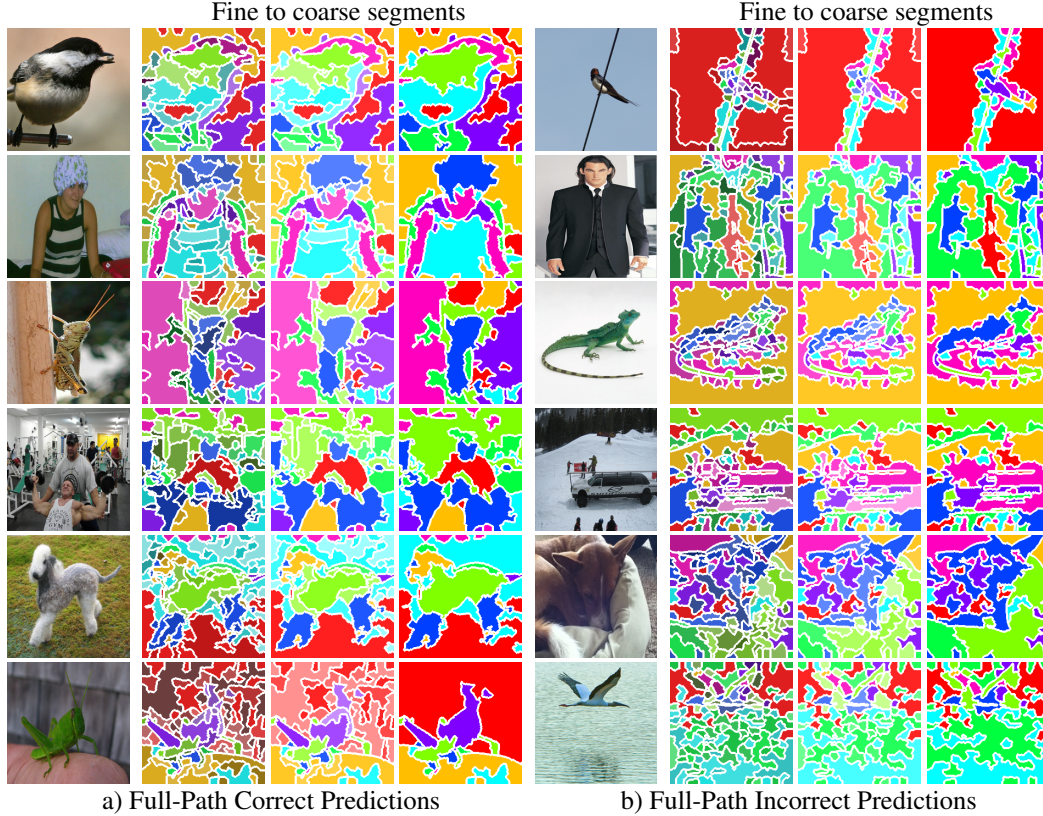 Fine to coarse segments
Fine to coarse segments
a) Full-Path Correct Predictions
b) Full-Path Incorrect Predictions